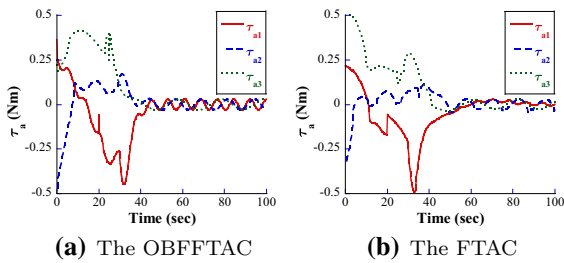 0.5
0.25
0
-0.25
-0.5
τa (Nm)
τa1
τa2
τa3
0 20 40 60 80 100
Time (sec)
(a) The OBFFTAC
0.5
0.25
0
-0.25
-0.5
τa (Nm)
τa1
τa2
τa3
0 20 40 60 80 100
Time (sec)
(b) The FTAC